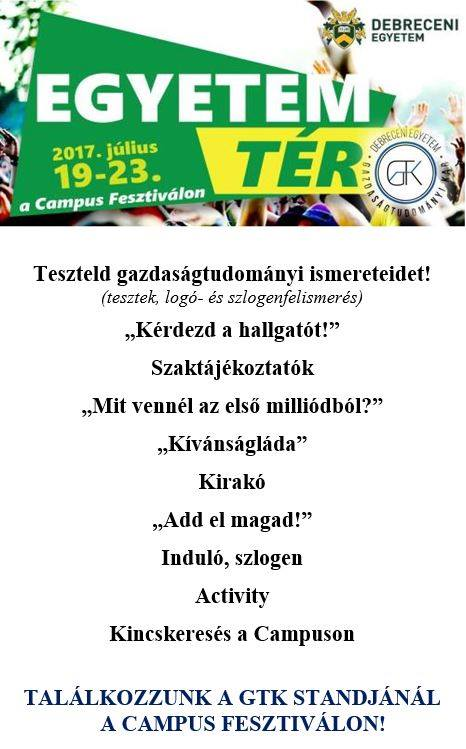 DEBRECENI
EGYETEM
EGYETEM
TÉR
2017. július
19-23.
a Campus Fesztiválon
DEBRECENI EGYETEM
GAZDASÁGTUDOMÁNYI KAR
GTK
Teszteld gazdaságtudományi ismereteidet!
(tesztek, logó- és szlogenfelismerés)
„Kérdezd a hallgatót!”
Szaktájékoztatók
„Mit vennél az első milliódból?”
„Kívánságláda”
Kirakó
„Add el magad!”
Induló, szlogen
Activity
Kincskeresés a Campuson
TALÁLKOZZUNK A GTK STANDJÁNÁL
A CAMPUS FESZTIVÁLON!